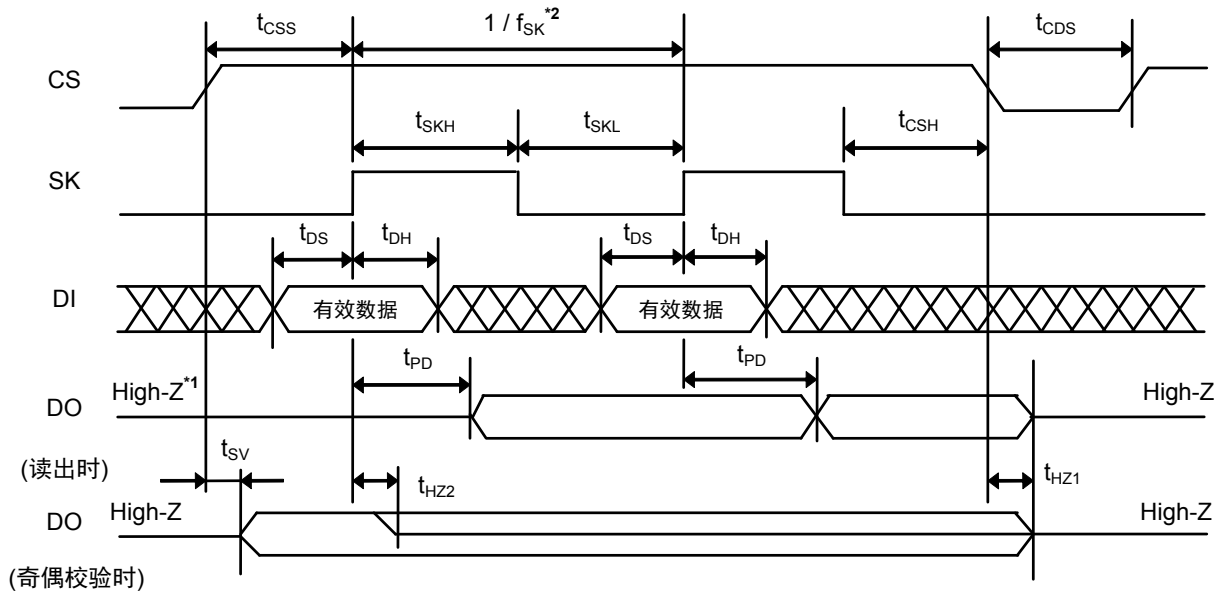 tCSS
1 / fSK*2
tCDS
CS
tSKH
tSKL
tCSH
SK
tDS
tDH
tDS
tDH
DI
有效数据
有效数据
tPD
tPD
High-Z*1
High-Z
DO
(读出时)
tSV
tHZ2
tHZ1
High-Z
High-Z
DO
(奇偶校验时)